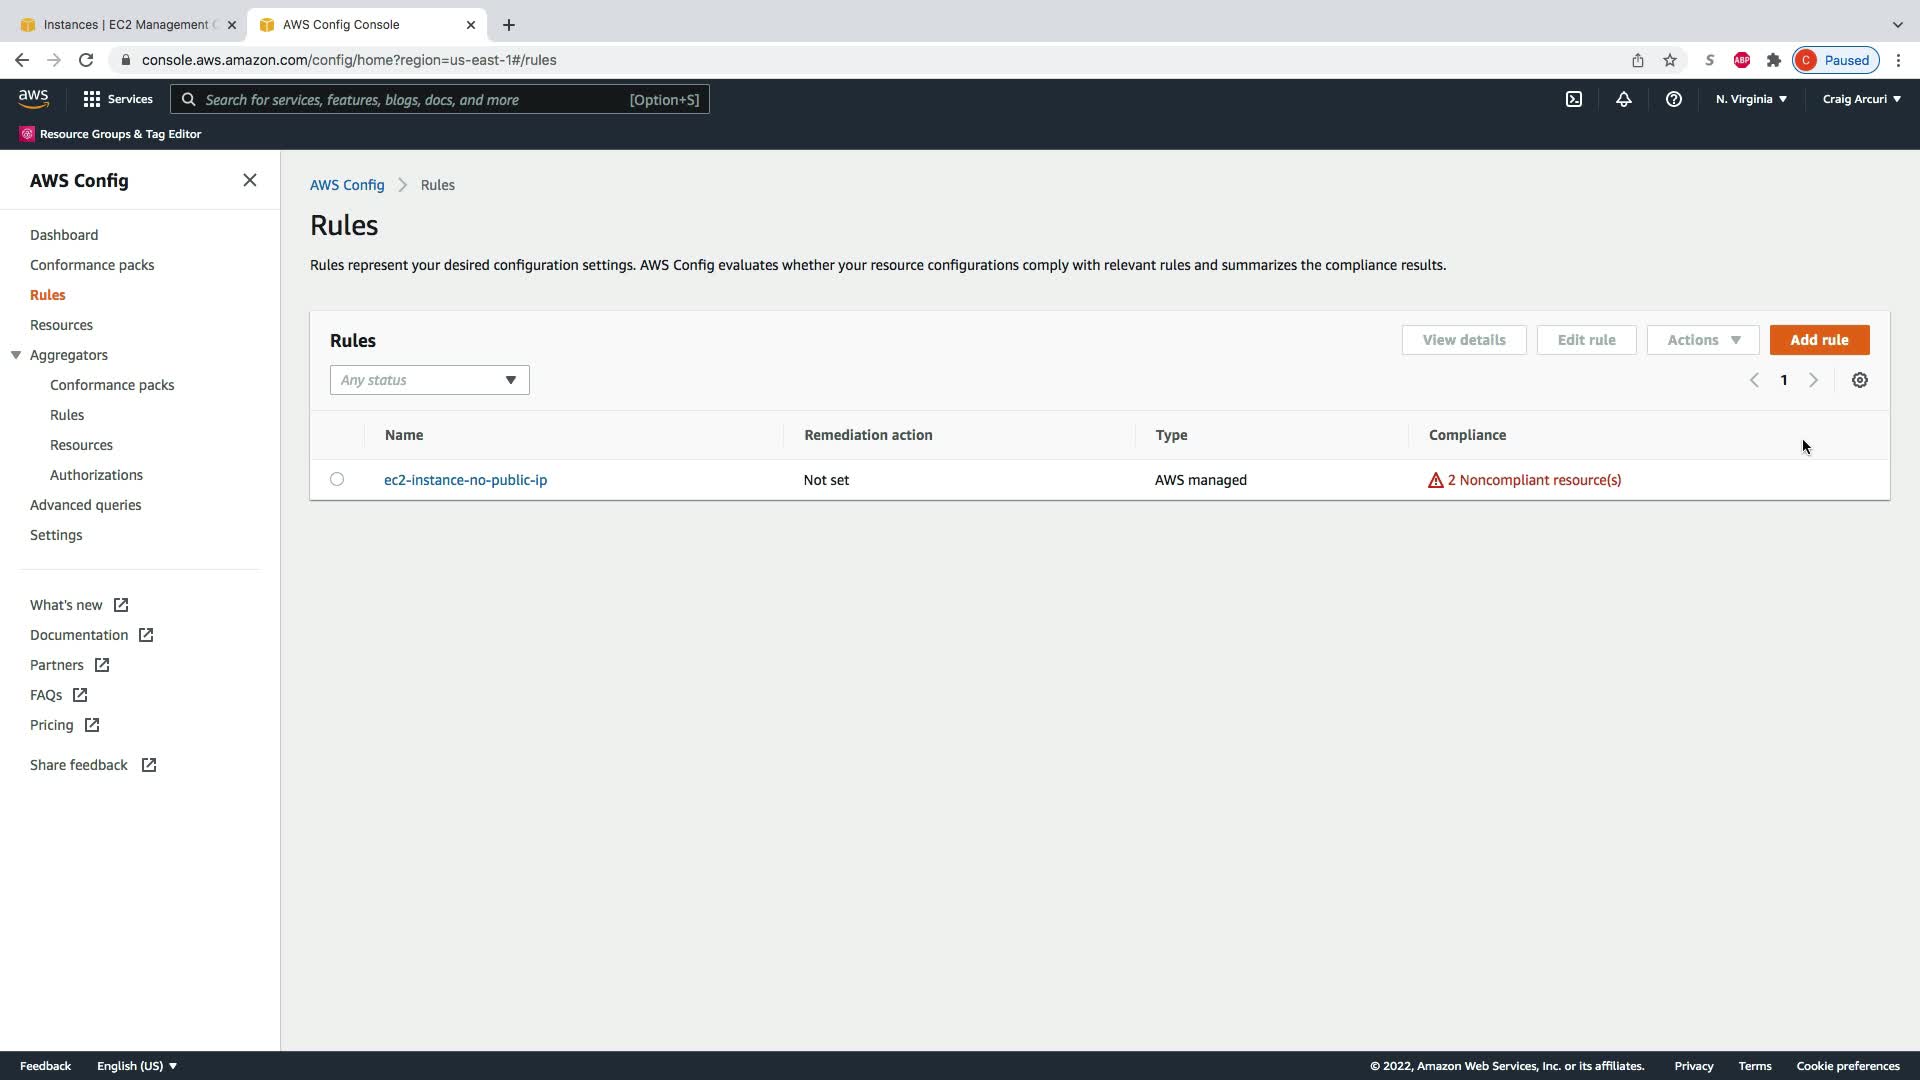 Instances | EC2 Management C
AWS Config Console
console.aws.amazon.com/config/home?region=us-east-1#/rules
S
ABP
C
Paused
aws
Services
Search for services, features, blogs, docs, and more
[Option+S]
N. Virginia
Craig Arcuri
Resource Groups & Tag Editor
AWS Config
Dashboard
Conformance packs
Rules
Resources
Aggregators
Conformance packs
Rules
Resources
Authorizations
Advanced queries
Settings
What's new
Documentation
Partners
FAQs
Pricing
Share feedback
AWS Config
Rules
Rules
Rules represent your desired configuration settings. AWS Config evaluates whether your resource configurations comply with relevant rules and summarizes the compliance results.
Rules
View details
Edit rule
Actions
Add rule
Any status
1
Name
Remediation action
Type
Compliance
ec2-instance-no-public-ip
Not set
AWS managed
2 Noncompliant resource(s)
Feedback
English (US)
© 2022, Amazon Web Services, Inc. or its affiliates.
Privacy
Terms
Cookie preferences